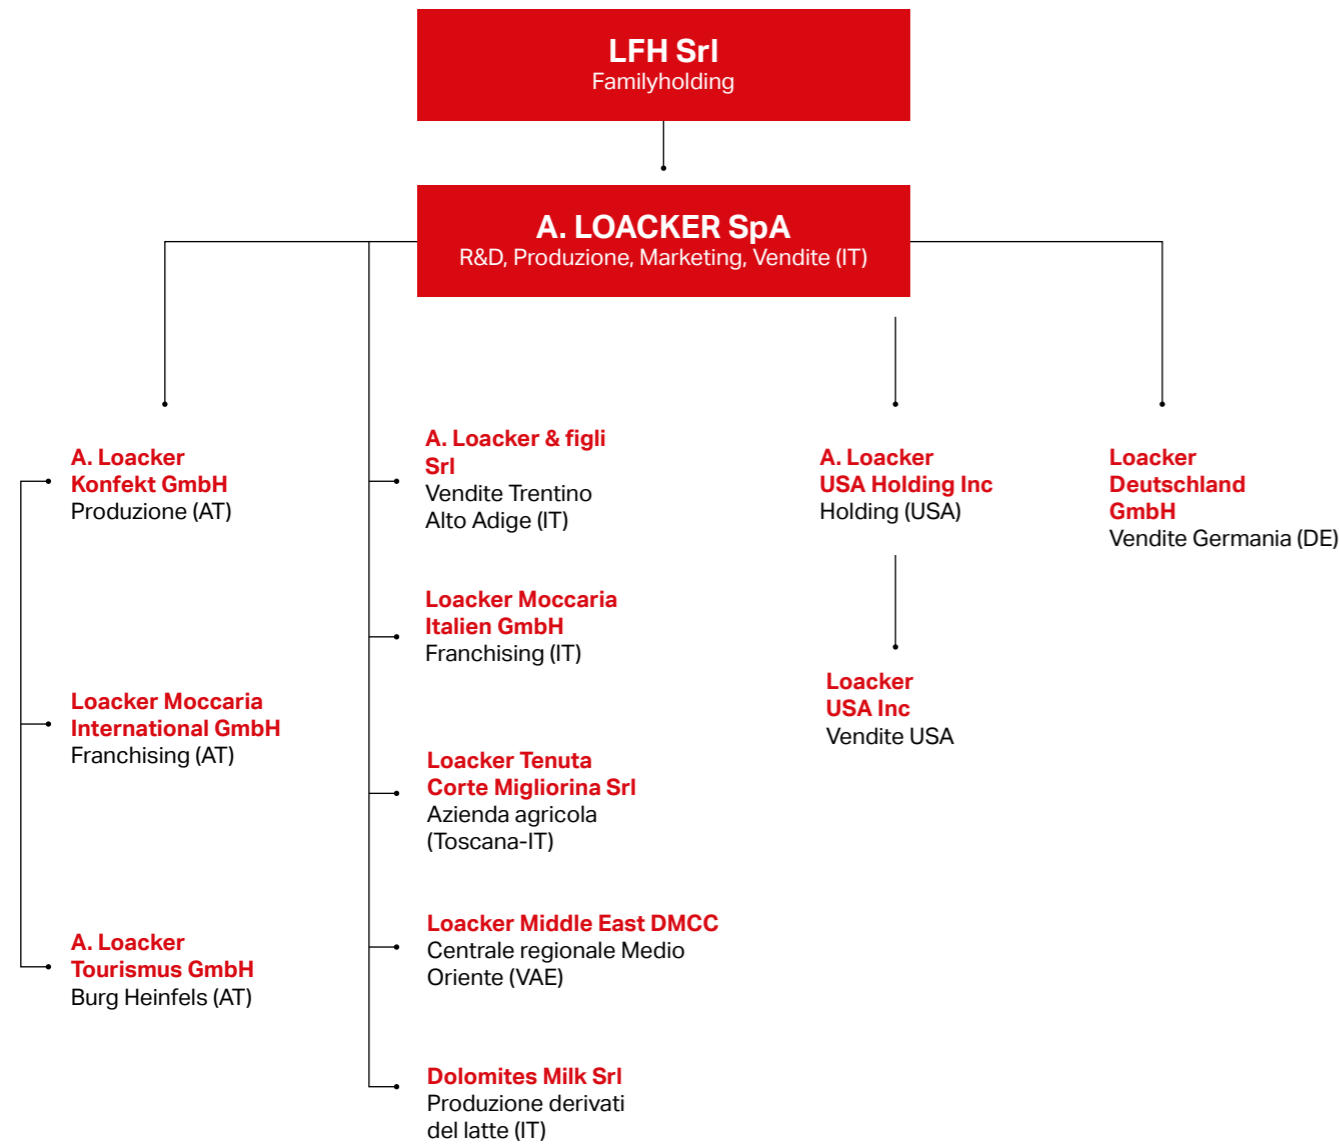 LFH Srl
Familyholding
A. LOACKER SpA
R&D, Produzione, Marketing, Vendite (IT)
A. Loacker
Konfekt GmbH
Produzione (AT)
Loacker Moccaria
International GmbH
Franchising (AT)
A. Loacker
Tourismus GmbH
Burg Heinfels (AT)
A. Loacker & figli
Srl
Vendite Trentino
Alto Adige (IT)
Loacker Moccaria
Italien GmbH
Franchising (IT)
Loacker Tenuta
Corte Migliorina Srl
Azienda agricola
(Toscana-IT)
Loacker Middle East DMCC
Centrale regionale Medio
Oriente (VAE)
Dolomites Milk Srl
Produzione derivati
del latte (IT)
A. Loacker
USA Holding Inc
Holding (USA)
Loacker
USA Inc
Vendite USA
Loacker
Deutschland
GmbH
Vendite Germania (DE)